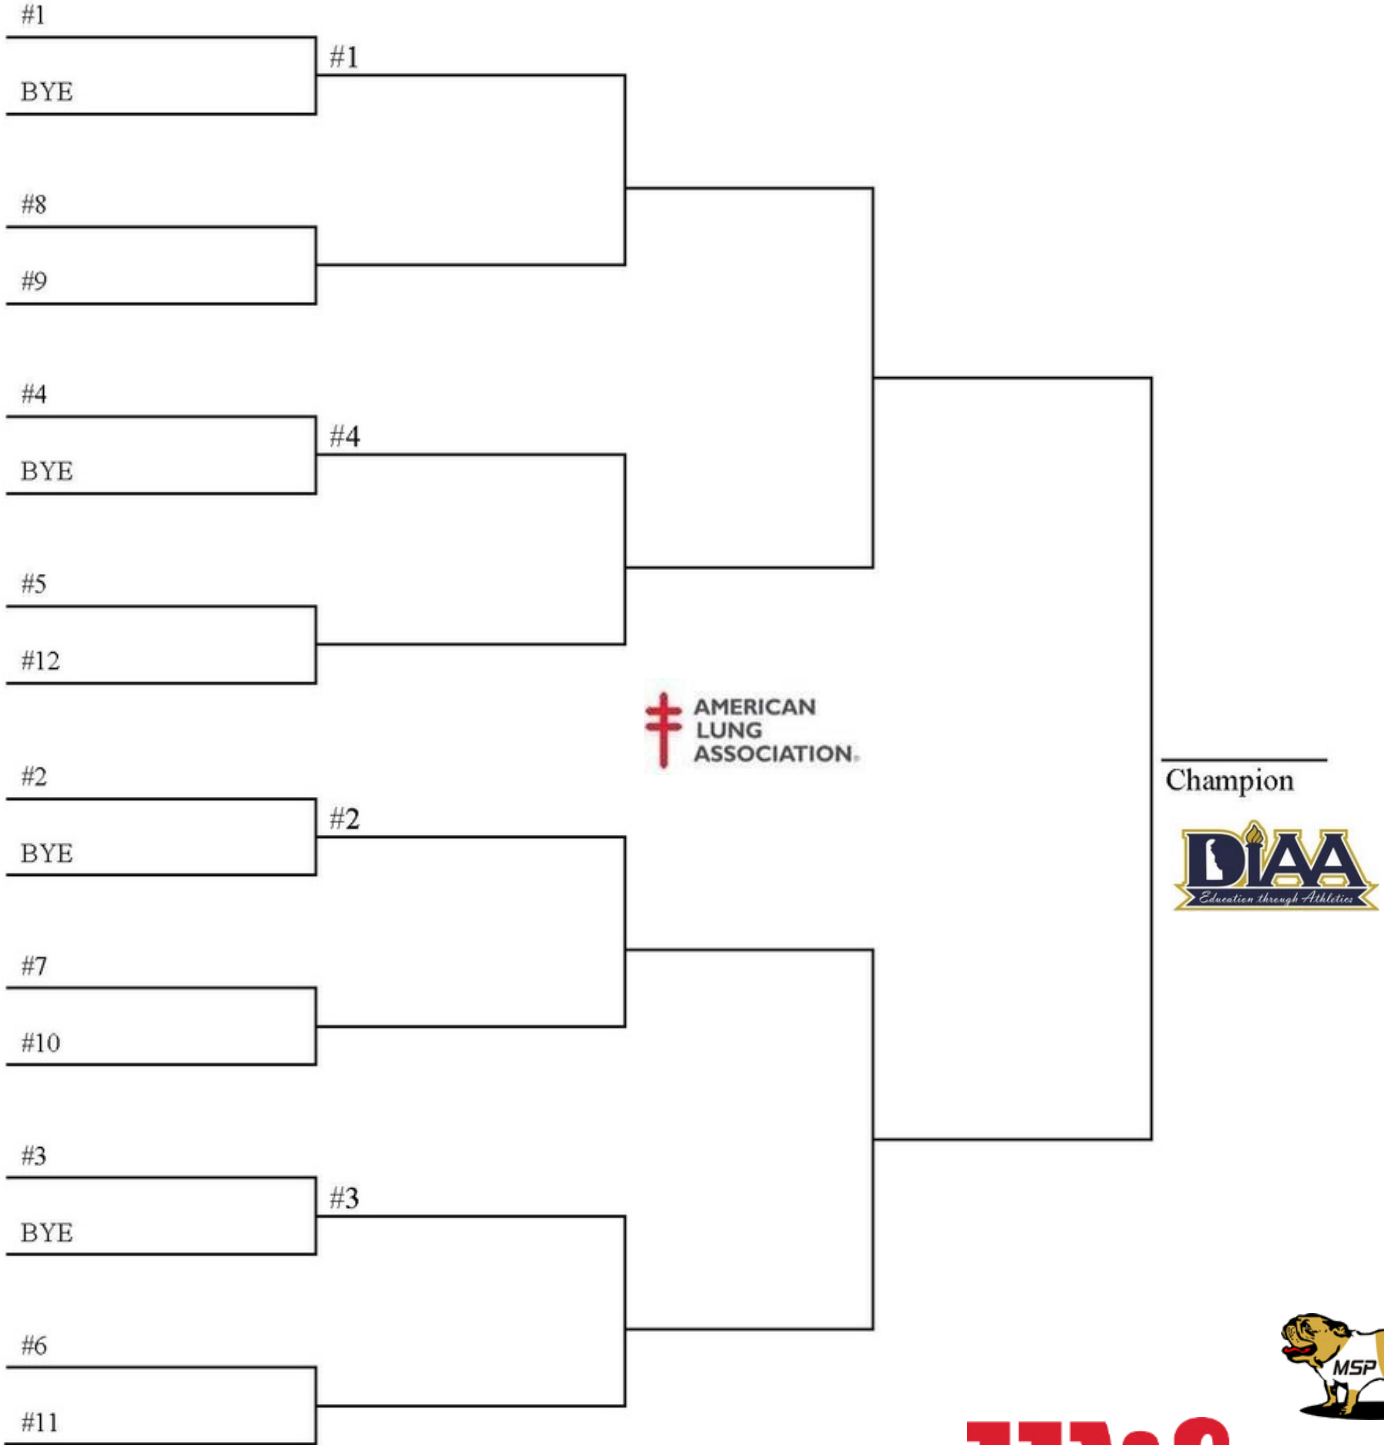 #1
#1
BYE
#8
#9
#4
#4
BYE
#5
#12
AMERICAN
LUNG
ASSOCIATION®
#2
Champion
#2
BYE
DIAA
Education through Athletics
#7
#10
#3
#3
BYE
#6
MSP
#11